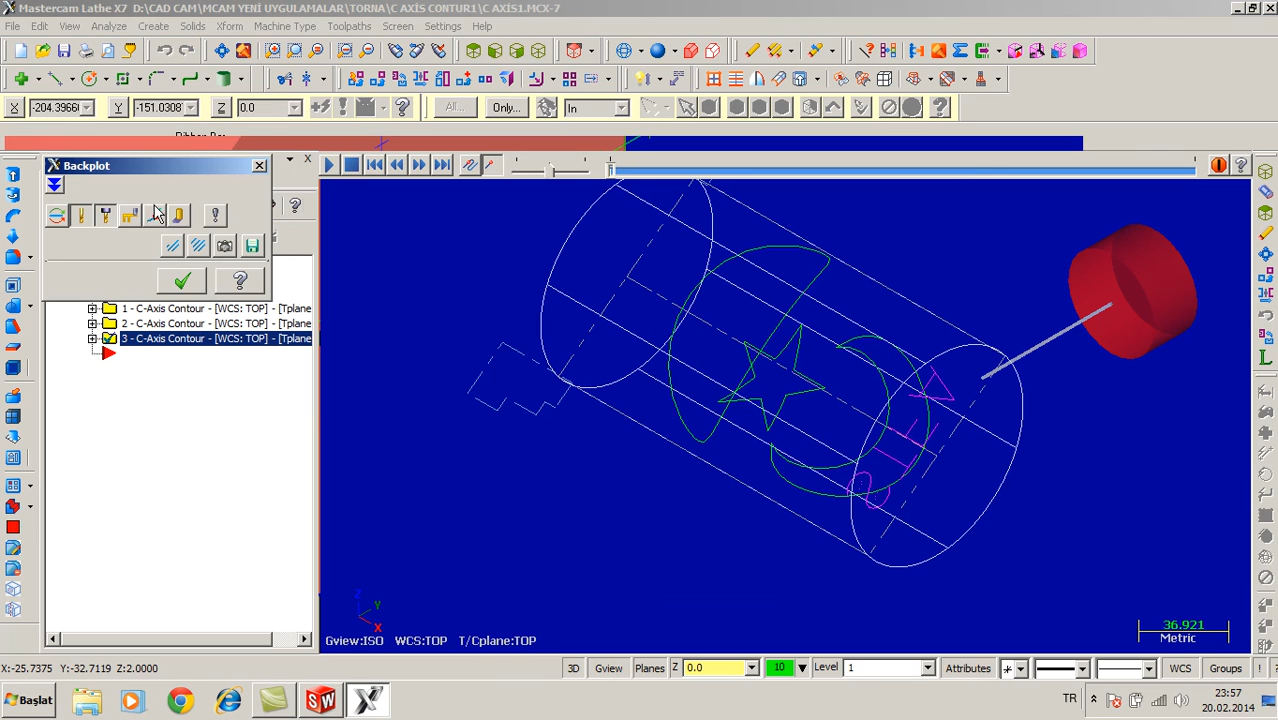 Mastercam Lathe X7 D:\CAD CAM\MCAM YENİ UYGULAMALAR\TORNA\C AXİS CONTUR1\C AXİS1.MCX-7
File Edit View Analyze Create Solids Xform Machine Type Toolpaths Screen Settings Help
X -204.39660 Y -151.0308 Z 0.0 All... Only... In
Backplot
1 - C-Axis Contour - [WCS: TOP] - [Tplane
2 - C-Axis Contour - [WCS: TOP] - [Tplane
3 - C-Axis Contour - [WCS: TOP] - [Tplane
Z
Y
X
Gview:ISO WCS:TOP T/Cplane:TOP
36.921
Metric
X:-25.7375 Y:-32.7119 Z:2.0000
3D Gview Planes Z 0.0 10 Level 1 Attributes WCS Groups
Başlat
TR
23:57
20.02.2014